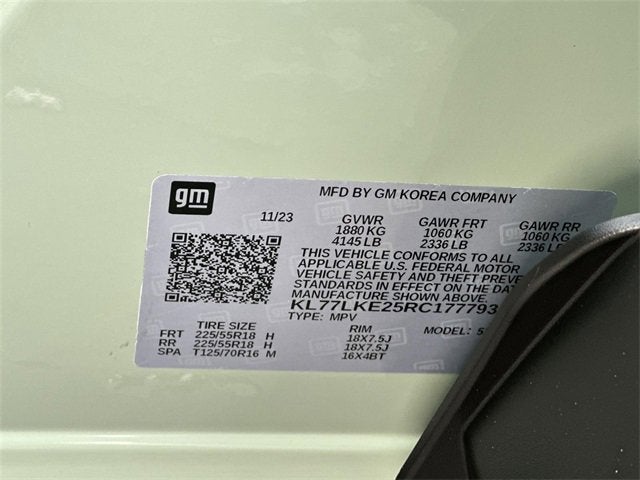 gm
MFD BY GM KOREA COMPANY
11/23 GVWR GAWR FRT GAWR RR
1880 KG 1060 KG 1060 KG
4145 LB 2336 LB 2336 LB
THIS VEHICLE CONFORMS TO ALL
APPLICABLE U.S. FEDERAL MOTOR
VEHICLE SAFETY AND THEFT PREVE
STANDARDS IN EFFECT ON THE DA
MANUFACTURE SHOWN ABOVE.
KL77LKE25RC177793
TYPE: MPV MODEL:
TIRE SIZE RIM
FRT 225/55R18 H 18X7.5J
RR 225/55R18 H 18X7.5J
SPA T125/70R16 M 16X4BT